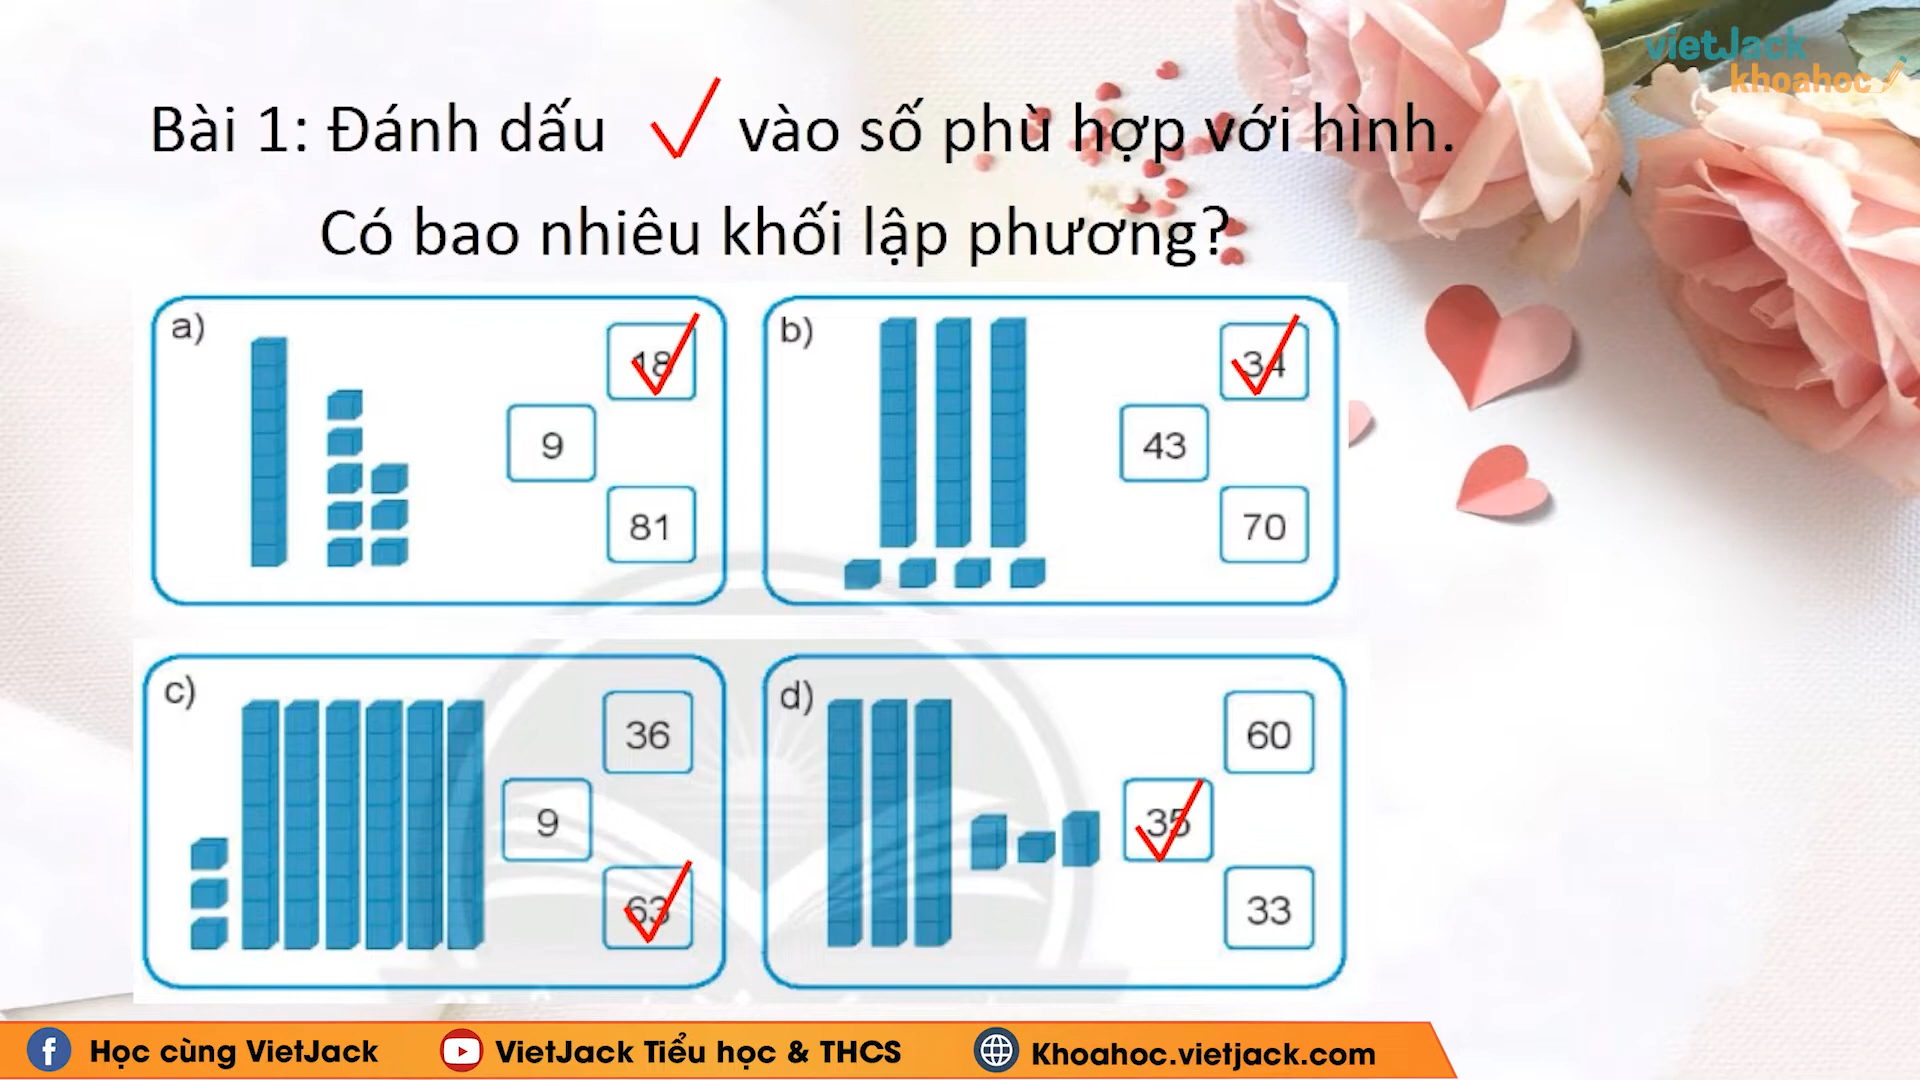 vietJack
khoahoc
Bài 1: Đánh dấu vào số phù hợp với hình.
Có bao nhiêu khối lập phương?
a)
18
9
81
b)
34
43
70
c)
36
9
63
d)
60
35
33
Học cùng VietJack
VietJack Tiểu học & THCS
Khoahoc.vietjack.com